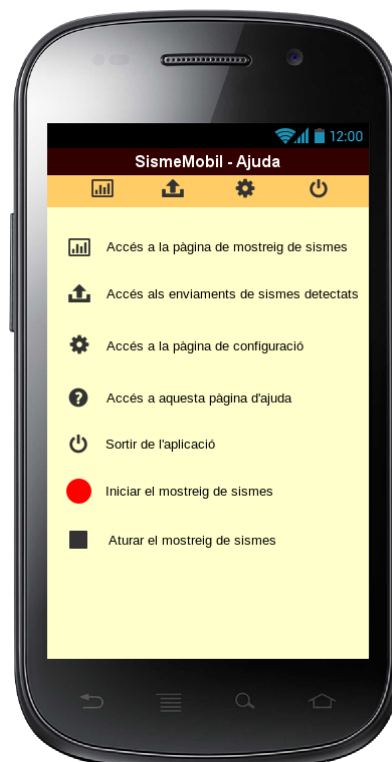 12:00
SismeMobil - Ajuda
Accés a la pàgina de mostreig de sismes
Accés als enviaments de sismes detectats
Accés a la pàgina de configuració
Accés a aquesta pàgina d'ajuda
Sortir de l'aplicació
Iniciar el mostreig de sismes
Aturar el mostreig de sismes